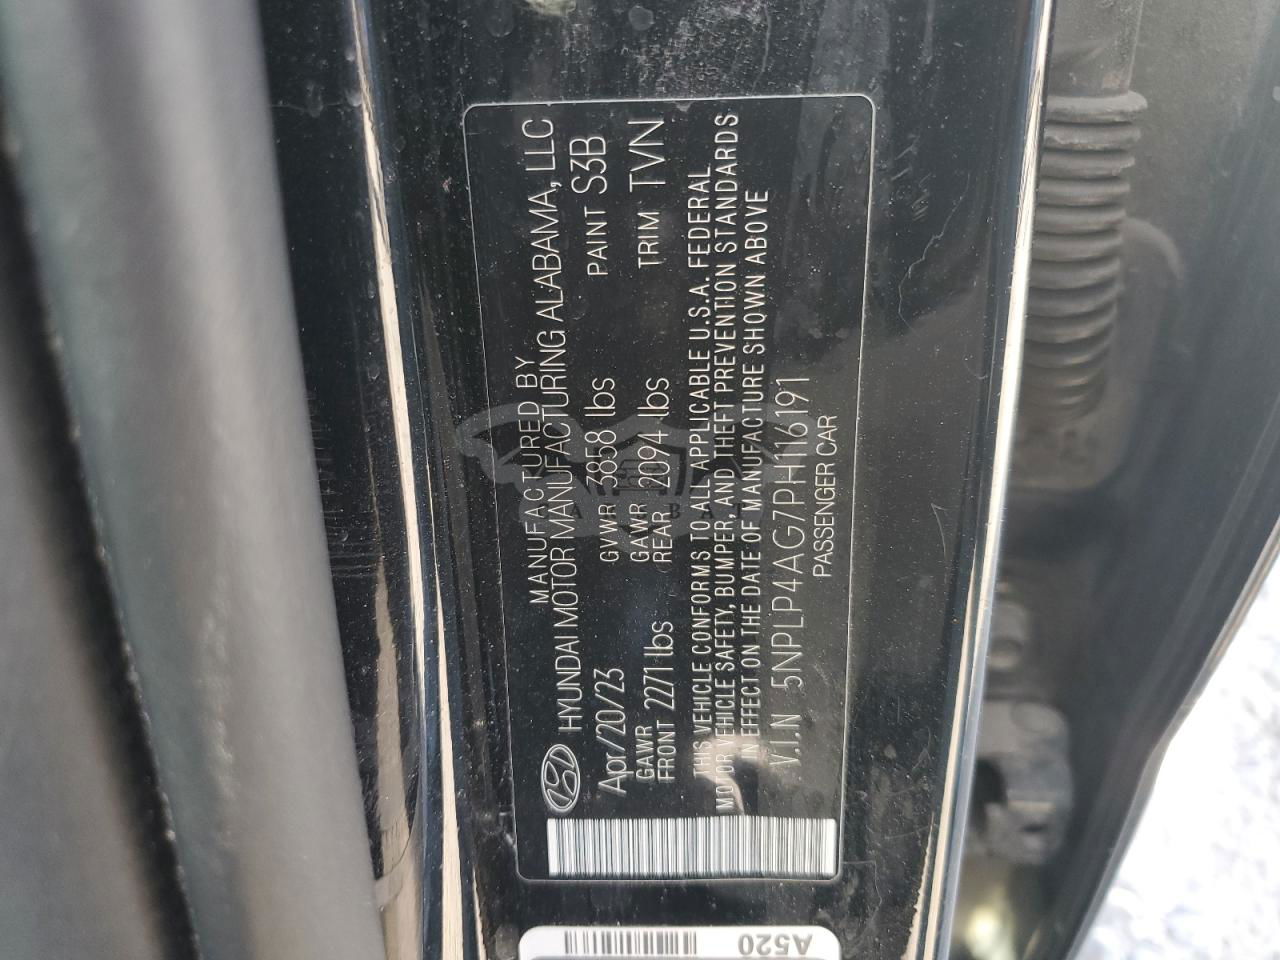 MANUFACTURED BY
HYUNDAI MOTOR MANUFACTURING ALABAMA, LLC
Apr/20/23 GVWR 3858 lbs PAINT S3B
GAWR FRONT 2271 lbs GAWR REAR 2094 lbs TRIM TVN
THIS VEHICLE CONFORMS TO ALL APPLICABLE U.S.A. FEDERAL
MOTOR VEHICLE SAFETY, BUMPER, AND THEFT PREVENTION STANDARDS
IN EFFECT ON THE DATE OF MANUFACTURE SHOWN ABOVE
V.I.N 5NPLP4AG7PH116191
PASSENGER CAR
A520